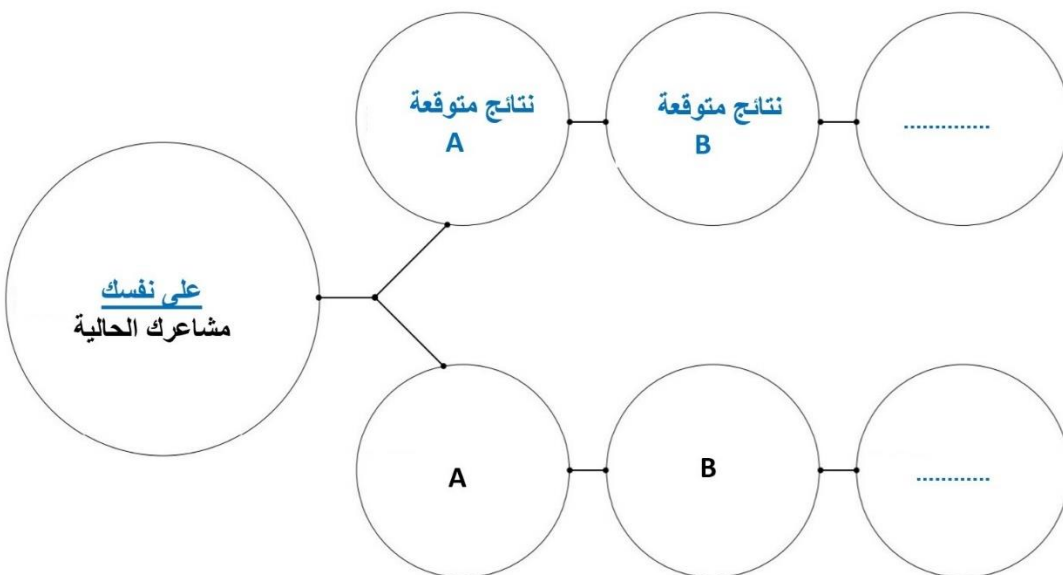 نتائج متوقعة
A
نتائج متوقعة
B
..............
على نفسك
مشاعرك الحالية
A
B
............